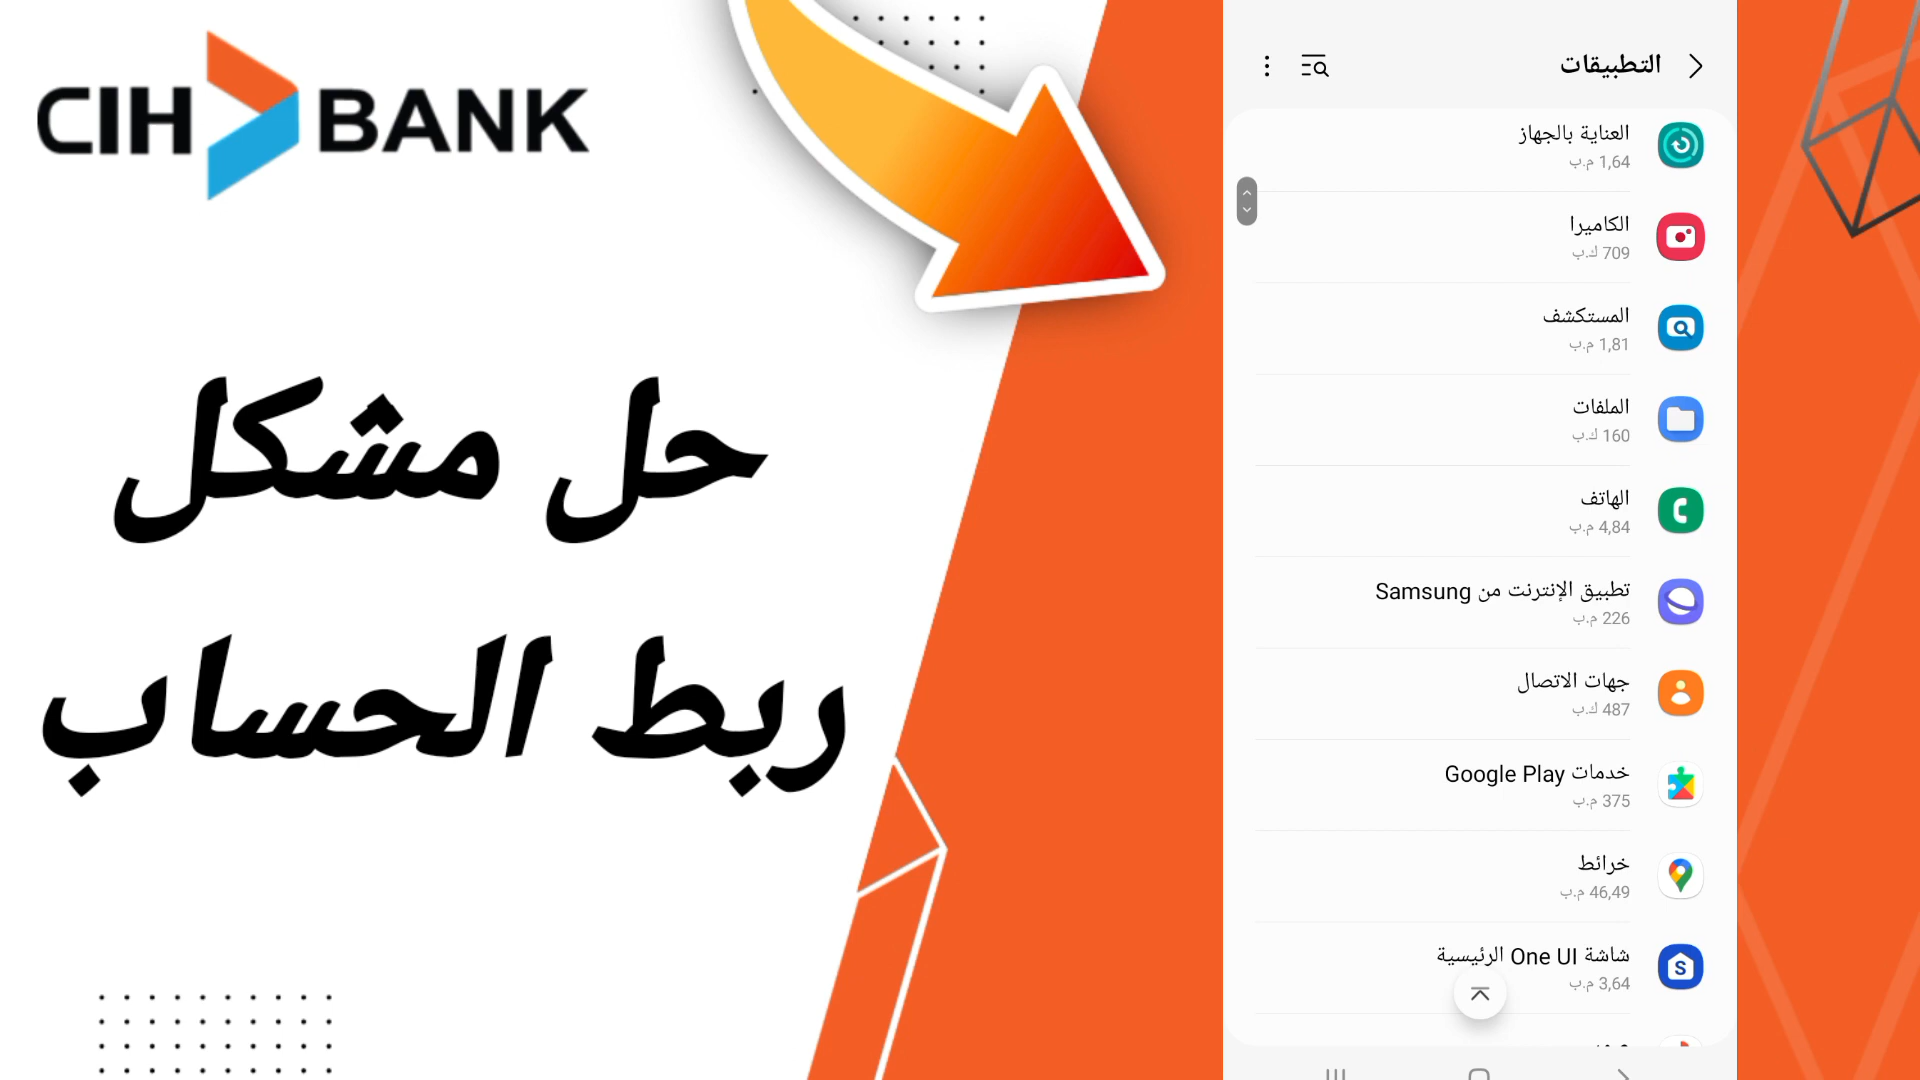 CIH BANK
حل مشكل
ربط الحساب
التطبيقات
العناية بالجهاز
1,64 م.ب
الكاميرا
709 ك.ب
المستكشف
1,81 م.ب
الملفات
160 ك.ب
الهاتف
4,84 م.ب
تطبيق الإنترنت من Samsung
226 م.ب
جهات الاتصال
487 ك.ب
خدمات Google Play
375 م.ب
خرائط
46,49 م.ب
شاشة One UI الرئيسية
3,64 م.ب